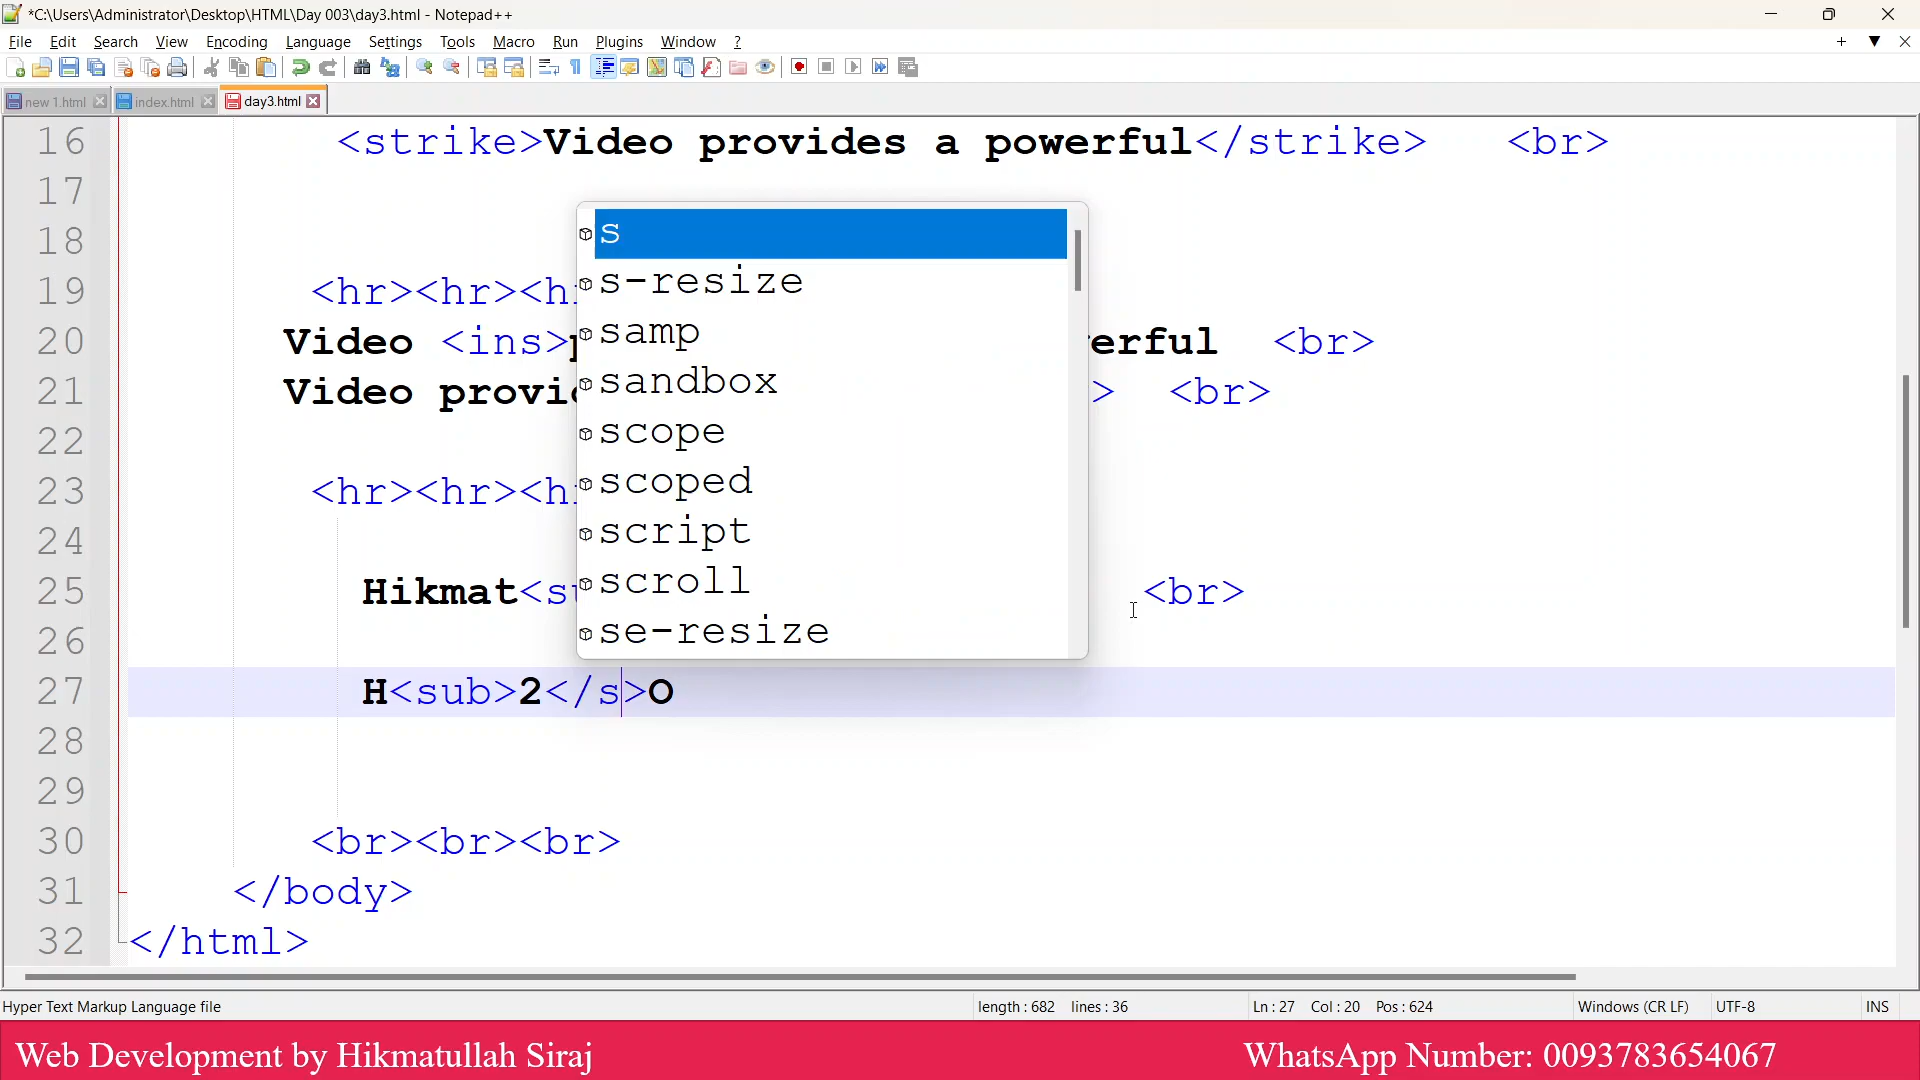 *C:\Users\Administrator\Desktop\HTML\Day 003\day3.html - Notepad++
File Edit Search View Encoding Language Settings Tools Macro Run Plugins Window ?
new 1.html index.html day3.html
16 <strike>Video provides a powerful</strike> <br>
17
18
19 <hr><hr><h
20 Video <ins> erful <br>
21 Video provi > <br>
22
23 <hr><hr><h
24
25 Hikmat<s <br>
26
27 H<sub>2</s>O
28
29
30 <br><br><br>
31 </body>
32 </html>
s
s-resize
samp
sandbox
scope
scoped
script
scroll
se-resize
Hyper Text Markup Language file length : 682 lines : 36 Ln : 27 Col : 20 Pos : 624 Windows (CR LF) UTF-8 INS
Web Development by Hikmatullah Siraj WhatsApp Number: 0093783654067